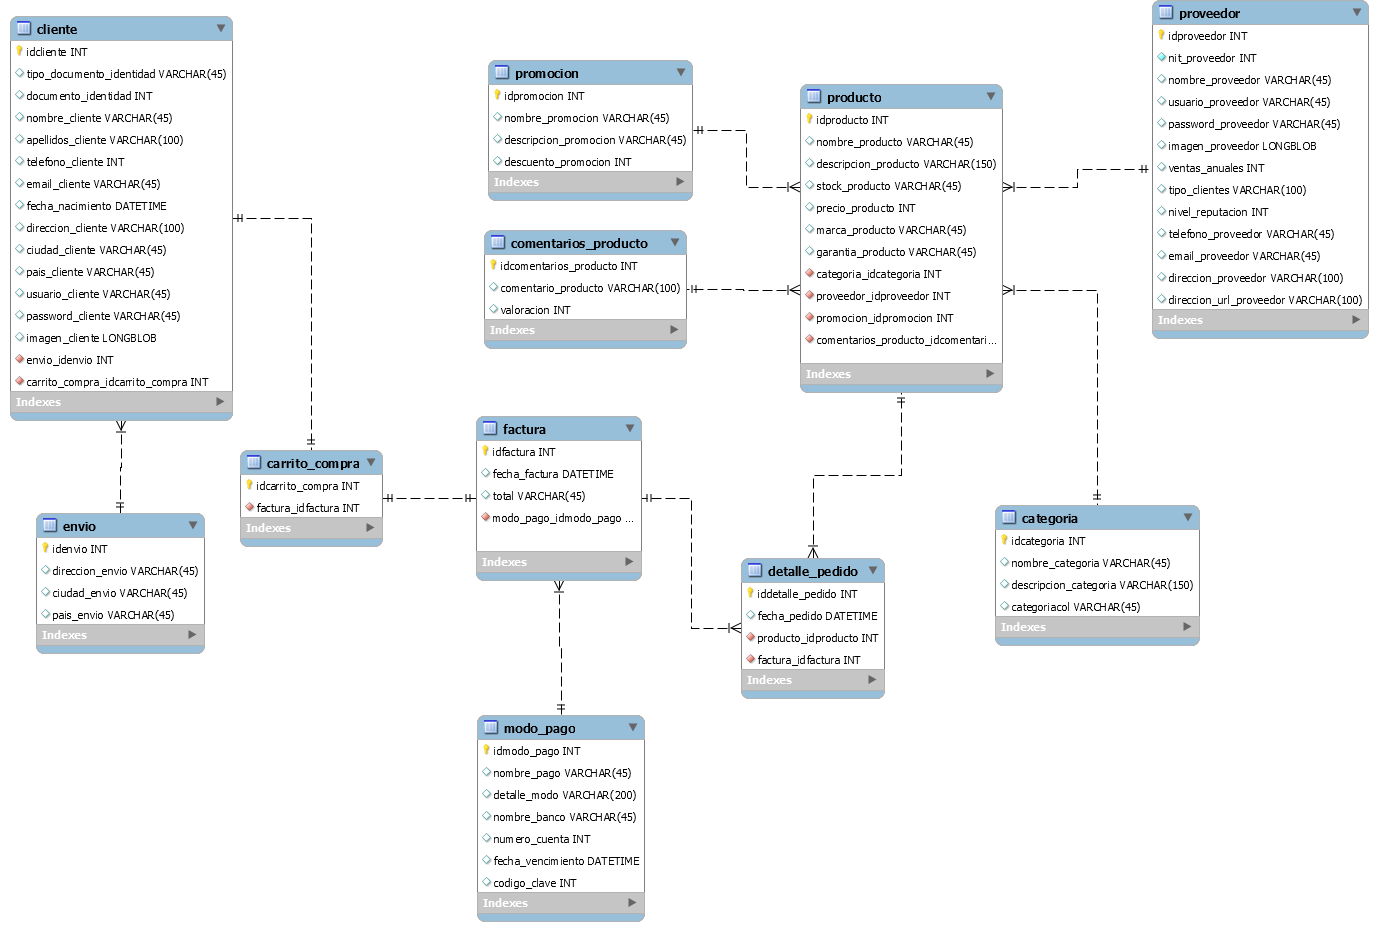 cliente
idcliente INT
tipo_documento_identidad VARCHAR(45)
documento_identidad INT
nombre_cliente VARCHAR(45)
apellidos_cliente VARCHAR(100)
telefono_cliente INT
email_cliente VARCHAR(45)
fecha_nacimiento DATETIME
direccion_cliente VARCHAR(100)
ciudad_cliente VARCHAR(45)
pais_cliente VARCHAR(45)
usuario_cliente VARCHAR(45)
password_cliente VARCHAR(45)
imagen_cliente LONGBLOB
envio_idenvio INT
carrito_compra_idcarrito_compra INT
Indexes
promocion
idpromocion INT
nombre_promocion VARCHAR(45)
descripcion_promocion VARCHAR(45)
descuento_promocion INT
Indexes
comentarios_producto
idcomentarios_producto INT
comentario_producto VARCHAR(100)
valoracion INT
Indexes
producto
idproducto INT
nombre_producto VARCHAR(45)
descripcion_producto VARCHAR(150)
stock_producto VARCHAR(45)
precio_producto INT
marca_producto VARCHAR(45)
garantia_producto VARCHAR(45)
categoria_idcategoria INT
proveedor_idproveedor INT
promocion_idpromocion INT
comentarios_producto_idcomentari...
Indexes
proveedor
idproveedor INT
nit_proveedor INT
nombre_proveedor VARCHAR(45)
usuario_proveedor VARCHAR(45)
password_proveedor VARCHAR(45)
imagen_proveedor LONGBLOB
ventas_anuales INT
tipo_clientes VARCHAR(100)
nivel_reputacion INT
telefono_proveedor VARCHAR(45)
email_proveedor VARCHAR(45)
direccion_proveedor VARCHAR(100)
direccion_url_proveedor VARCHAR(100)
Indexes
envio
idenvio INT
direccion_envio VARCHAR(45)
ciudad_envio VARCHAR(45)
pais_envio VARCHAR(45)
Indexes
carrito_compra
idcarrito_compra INT
factura_idfactura INT
Indexes
factura
idfactura INT
fecha_factura DATETIME
total VARCHAR(45)
modo_pago_idmodo_pago ...
Indexes
detalle_pedido
iddetalle_pedido INT
fecha_pedido DATETIME
producto_idproducto INT
factura_idfactura INT
Indexes
categoria
idcategoria INT
nombre_categoria VARCHAR(45)
descripcion_categoria VARCHAR(150)
categoriacol VARCHAR(45)
Indexes
modo_pago
idmodo_pago INT
nombre_pago VARCHAR(45)
detalle_modo VARCHAR(200)
nombre_banco VARCHAR(45)
numero_cuenta INT
fecha_vencimiento DATETIME
codigo_clave INT
Indexes